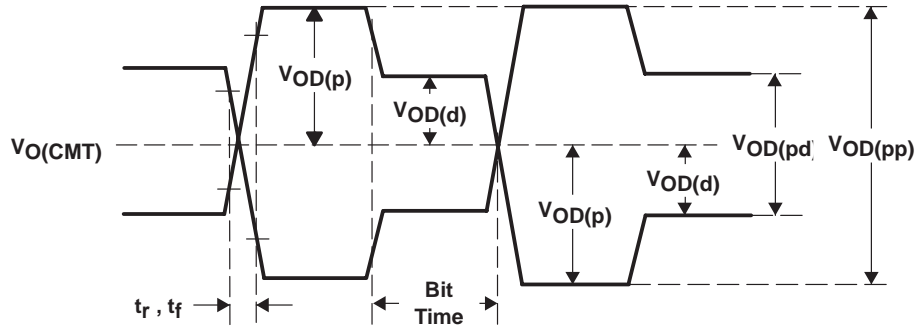 VOD(p)
VOD(d)
VO(CMT)
VOD(pd)
VOD(pp)
VOD(d)
VOD(p)
tr , tf
Bit
Time